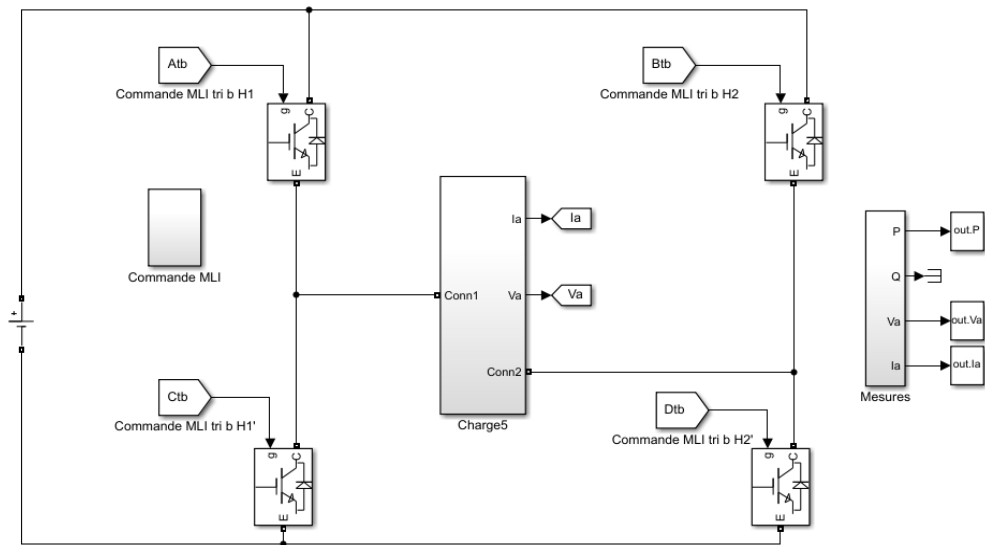 Atb
Commande MLI tri b H1
g
C
E
Btb
Commande MLI tri b H2
g
C
E
Commande MLI
+
Conn1
Ia
Va
Conn2
Charge5
Ia
Va
P
Q
Va
Ia
Mesures
out.P
out.Va
out.Ia
Ctb
Commande MLI tri b H1'
g
C
E
Dtb
Commande MLI tri b H2'
g
C
E